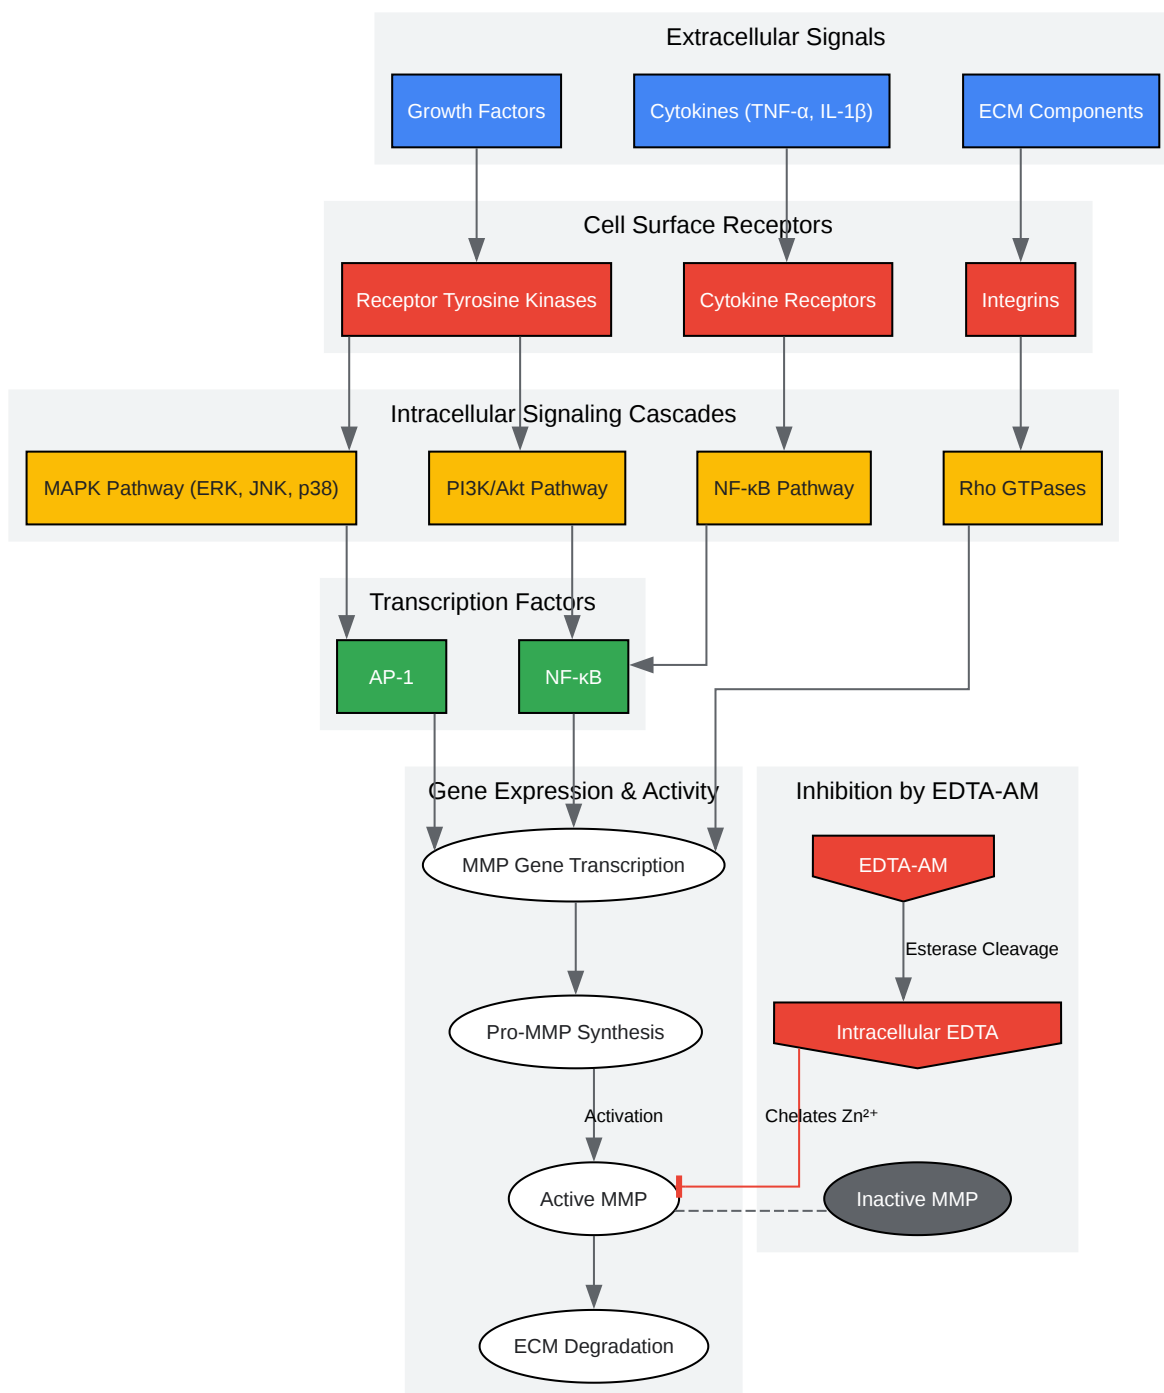 Extracellular Signals
Growth Factors
Cytokines (TNF-α, IL-1β)
ECM Components
Cell Surface Receptors
Receptor Tyrosine Kinases
Cytokine Receptors
Integrins
Intracellular Signaling Cascades
MAPK Pathway (ERK, JNK, p38)
PI3K/Akt Pathway
NF-κB Pathway
Rho GTPases
Transcription Factors
AP-1
NF-κB
Gene Expression & Activity
Inhibition by EDTA-AM
MMP Gene Transcription
EDTA-AM
Esterase Cleavage
Pro-MMP Synthesis
Intracellular EDTA
Activation
Chelates Zn²⁺
Active MMP
Inactive MMP
ECM Degradation